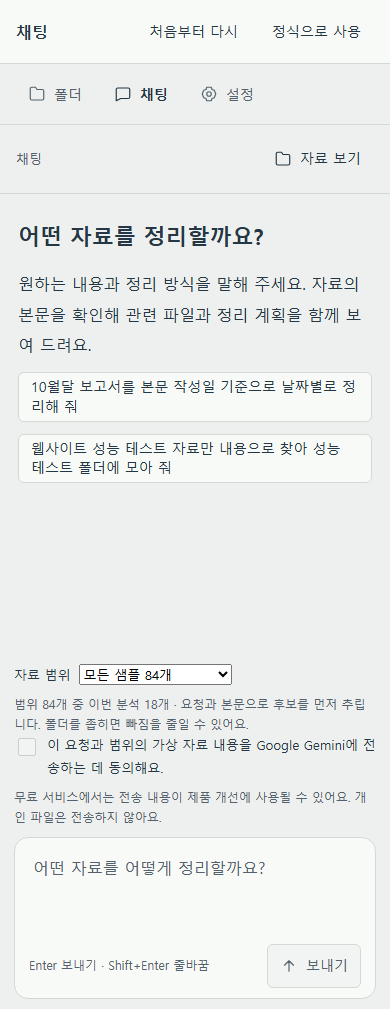 채팅
처음부터 다시
정식으로 사용
폴더
채팅
설정
채팅
자료 보기
어떤 자료를 정리할까요?
원하는 내용과 정리 방식을 말해 주세요. 자료의
본문을 확인해 관련 파일과 정리 계획을 함께 보
여 드려요.
10월달 보고서를 본문 작성일 기준으로 날짜별로 정
리해 줘
웹사이트 성능 테스트 자료만 내용으로 찾아 성능
테스트 폴더에 모아 줘
자료 범위
모든 샘플 84개
범위 84개 중 이번 분석 18개 · 요청과 본문으로 후보를 먼저 추립
니다. 폴더를 좁히면 빠짐을 줄일 수 있어요.
이 요청과 범위의 가상 자료 내용을 Google Gemini에 전
송하는 데 동의해요.
무료 서비스에서는 전송 내용이 제품 개선에 사용될 수 있어요. 개
인 파일은 전송하지 않아요.
어떤 자료를 어떻게 정리할까요?
Enter 보내기 · Shift+Enter 줄바꿈
보내기